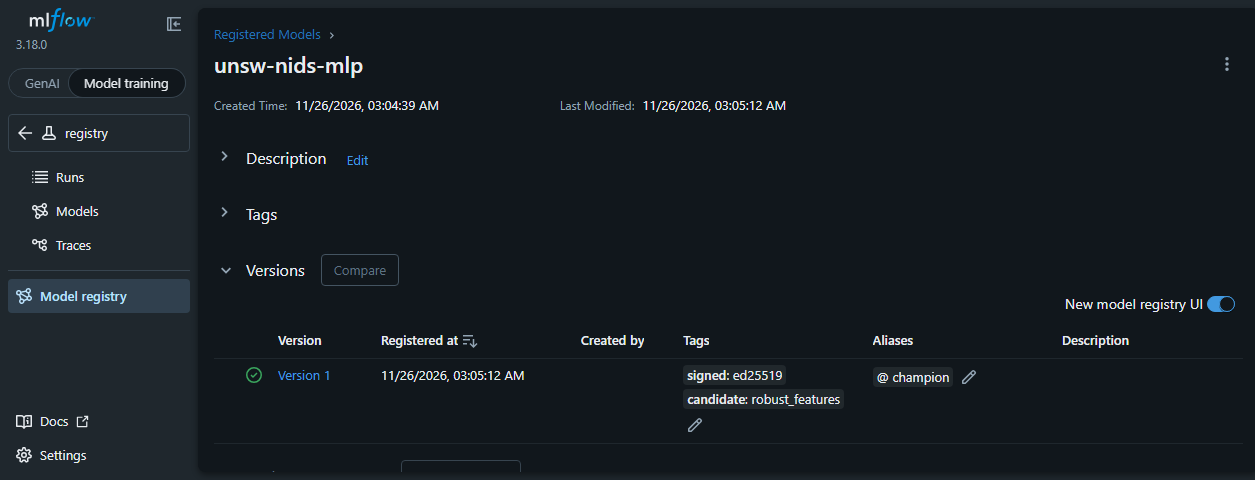 mlflow
3.18.0
GenAI Model training
registry
Runs
Models
Traces
Model registry
Docs
Settings
Registered Models
unsw-nids-mlp
Created Time: 11/26/2026, 03:04:39 AM Last Modified: 11/26/2026, 03:05:12 AM
Description Edit
Tags
Versions Compare
New model registry UI
Version Registered at Created by Tags Aliases Description
Version 1 11/26/2026, 03:05:12 AM signed: ed25519 @ champion
candidate: robust_features